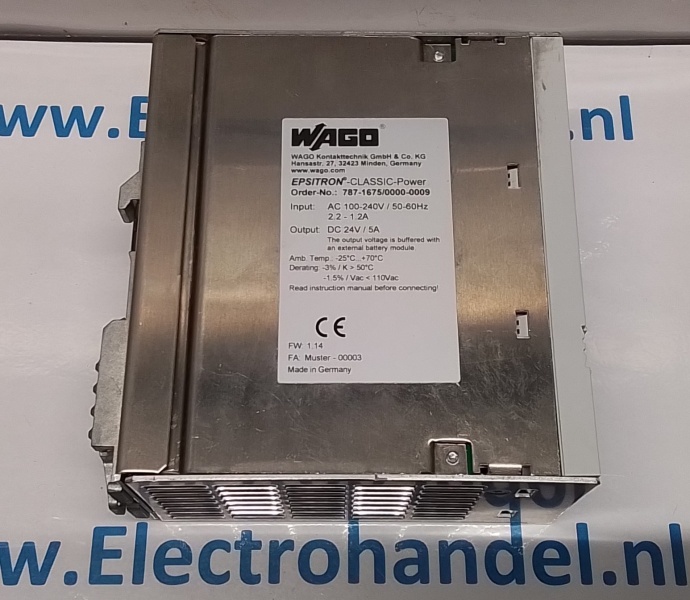 www.Electrohandel.nl
WAGO®
WAGO Kontakttechnik GmbH & Co. KG
Hansastr. 27, 32423 Minden, Germany
www.wago.com
EPSITRON®-CLASSIC-Power
Order-No.: 787-1675/0000-0009
Input: AC 100-240V / 50-60Hz
2.2 - 1.2A
Output: DC 24V / 5A
The output voltage is buffered with
an external battery module.
Amb. Temp.: -25°C...+70°C
Derating: -3% / K > 50°C
-1.5% / Vac < 110Vac
Read instruction manual before connecting!
CE
FW: 1.14
FA: Muster - 00003
Made in Germany
w.Electrohandel.nl